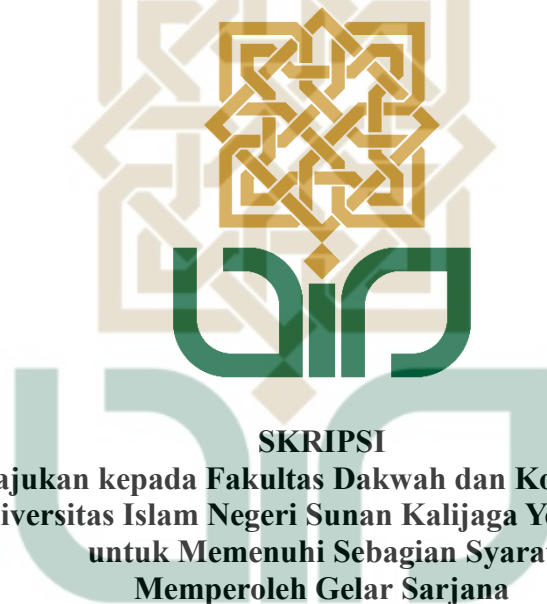 uin
SKRIPSI
ajukan kepada Fakultas Dakwah dan Ko
iversitas Islam Negeri Sunan Kalijaga Y
untuk Memenuhi Sebagian Syara
Memperoleh Gelar Sarjana